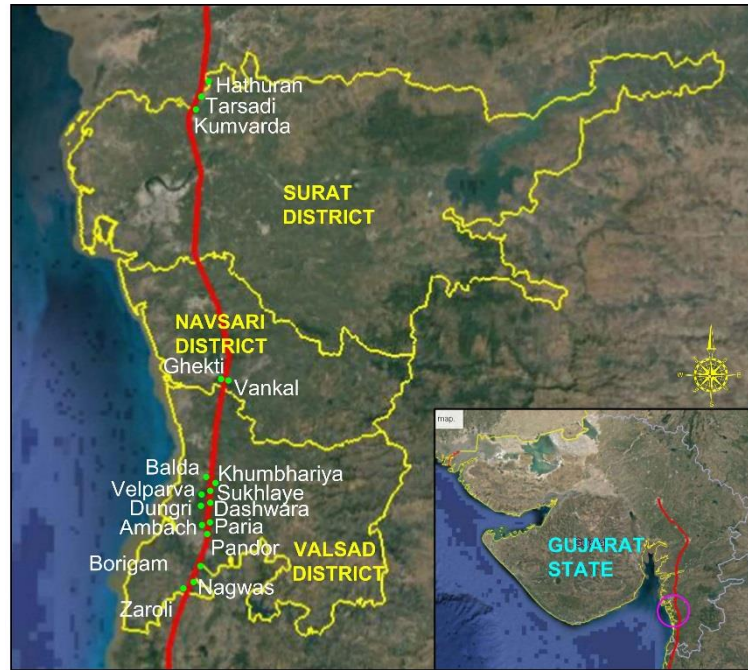 Hathuran
Tarsadi
Kumvarda
SURAT
DISTRICT
NAVSARI
DISTRICT
Ghekti
Vankal
Balda
Khumbhariya
Velparva
Sukhlaye
Dungri
Dashwara
Ambach
Paria
Pandor
Borigam
VALSAD
DISTRICT
Nagwas
Zaroli
map.
GUJARAT
STATE